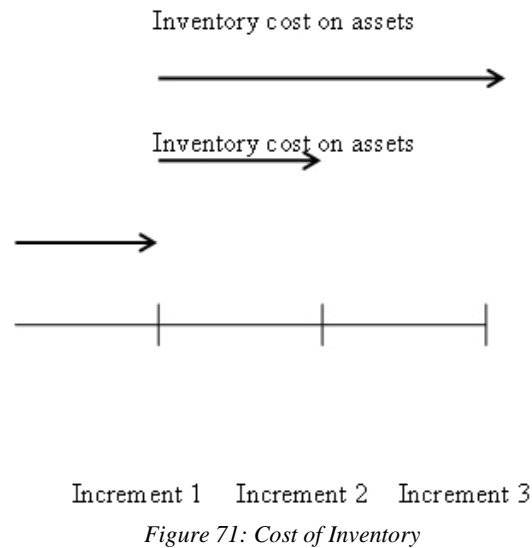 Inventory cost on assets
Inventory cost on assets
Increment 1 Increment 2 Increment 3
Figure 71: Cost of Inventory